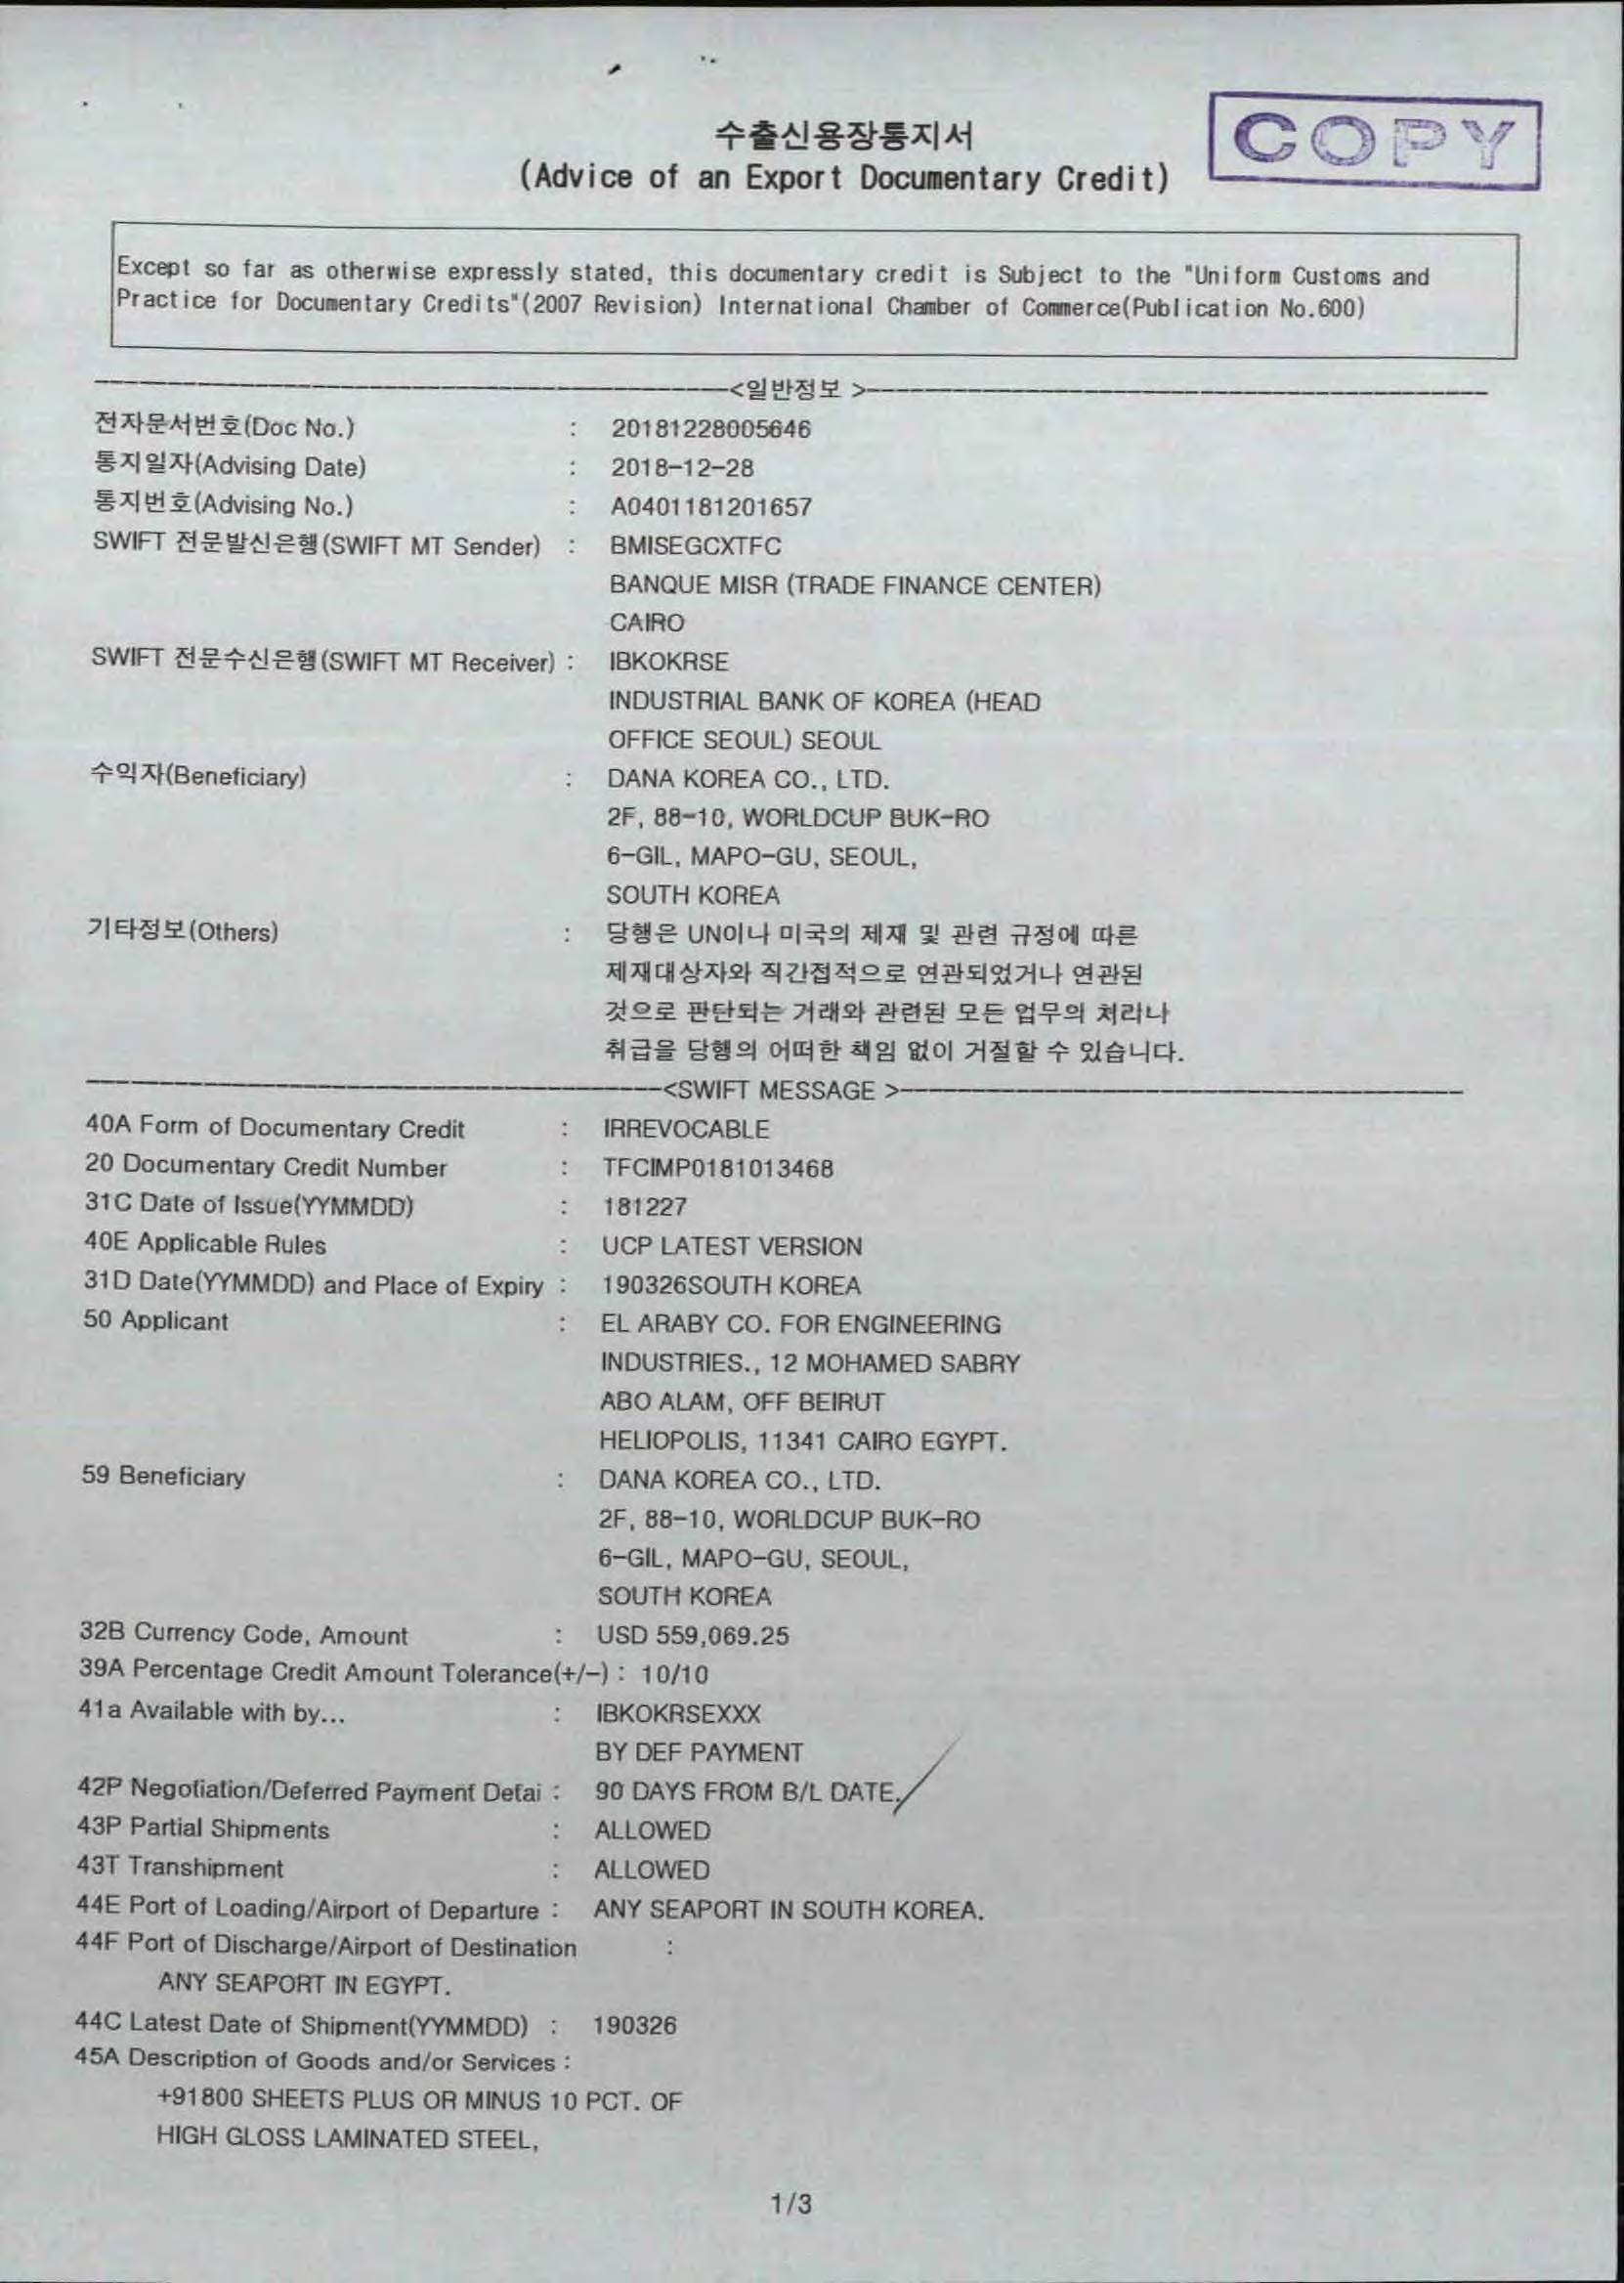 수출신용장통지서
(Advice of an Export Documentary Credit)
COPY
Except so far as otherwise expressly stated, this documentary credit is Subject to the "Uniform Customs and
Practice for Documentary Credits"(2007 Revision) International Chamber of Commerce(Publication No.600)
<일반정보 >
전자문서번호(Doc No.) : 20181228005646
통지일자(Advising Date) : 2018-12-28
통지번호(Advising No.) : A0401181201657
SWIFT 전문발신은행(SWIFT MT Sender) : BMISEGCXTFC
BANQUE MISR (TRADE FINANCE CENTER)
CAIRO
SWIFT 전문수신은행(SWIFT MT Receiver) : IBKOKRSE
INDUSTRIAL BANK OF KOREA (HEAD
OFFICE SEOUL) SEOUL
수익자(Beneficiary) : DANA KOREA CO., LTD.
2F, 88-10, WORLDCUP BUK-RO
6-GIL, MAPO-GU, SEOUL,
SOUTH KOREA
기타정보(Others) : 당행은 UN이나 미국의 제재 및 관련 규정에 따른
제재대상자와 직간접적으로 연관되었거나 연관된
것으로 판단되는 거래와 관련된 모든 업무의 처리나
취급을 당행의 어떠한 책임 없이 거절할 수 있습니다.
<SWIFT MESSAGE >
40A Form of Documentary Credit : IRREVOCABLE
20 Documentary Credit Number : TFCIMP0181013468
31C Date of Issue(YYMMDD) : 181227
40E Applicable Rules : UCP LATEST VERSION
31D Date(YYMMDD) and Place of Expiry : 190326SOUTH KOREA
50 Applicant : EL ARABY CO. FOR ENGINEERING
INDUSTRIES., 12 MOHAMED SABRY
ABO ALAM, OFF BEIRUT
HELIOPOLIS, 11341 CAIRO EGYPT.
59 Beneficiary : DANA KOREA CO., LTD.
2F, 88-10, WORLDCUP BUK-RO
6-GIL, MAPO-GU, SEOUL,
SOUTH KOREA
32B Currency Code, Amount : USD 559,069.25
39A Percentage Credit Amount Tolerance(+/-) : 10/10
41a Available with by... : IBKOKRSEXXX
BY DEF PAYMENT
42P Negotiation/Deferred Payment Detai : 90 DAYS FROM B/L DATE.
43P Partial Shipments : ALLOWED
43T Transhipment : ALLOWED
44E Port of Loading/Airport of Departure : ANY SEAPORT IN SOUTH KOREA.
44F Port of Discharge/Airport of Destination :
ANY SEAPORT IN EGYPT.
44C Latest Date of Shipment(YYMMDD) : 190326
45A Description of Goods and/or Services :
+91800 SHEETS PLUS OR MINUS 10 PCT. OF
HIGH GLOSS LAMINATED STEEL,
1/3